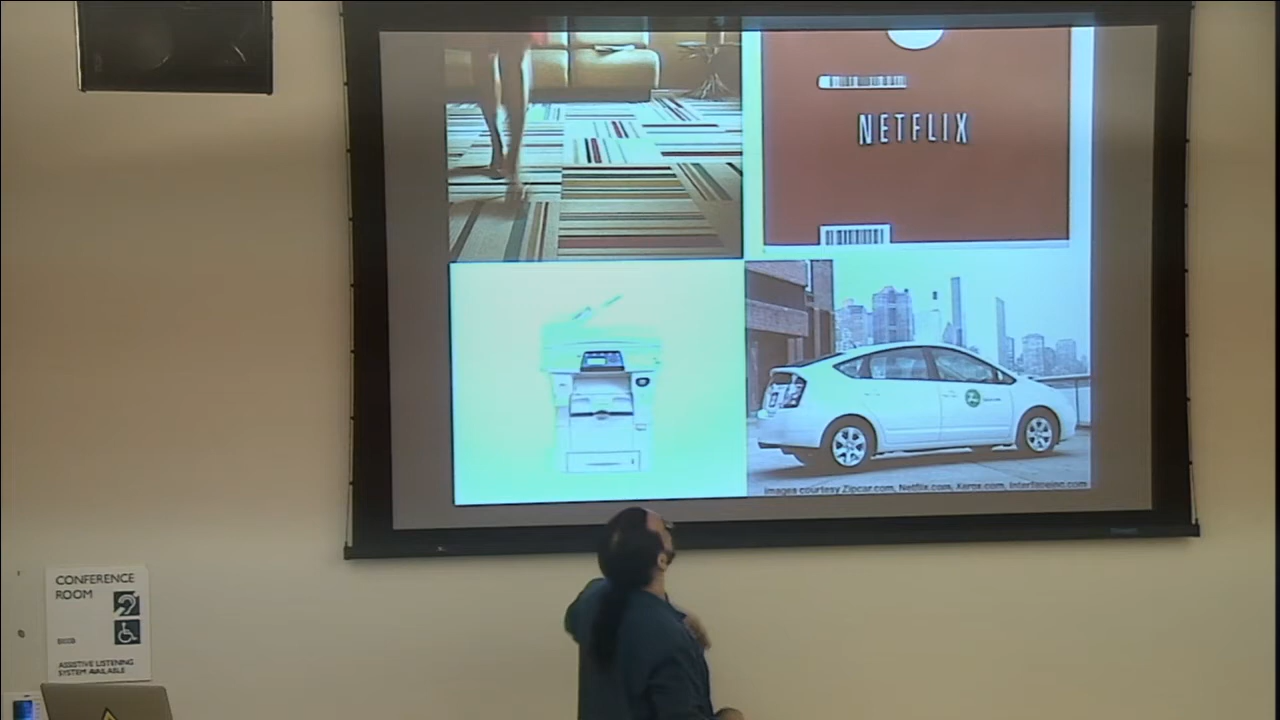 NETFLIX
images courtesy Zipcar.com, Netflix.com, Xerox.com, Interfaceinc.com
CONFERENCE
ROOM
ASSISTIVE LISTENING
SYSTEM AVAILABLE